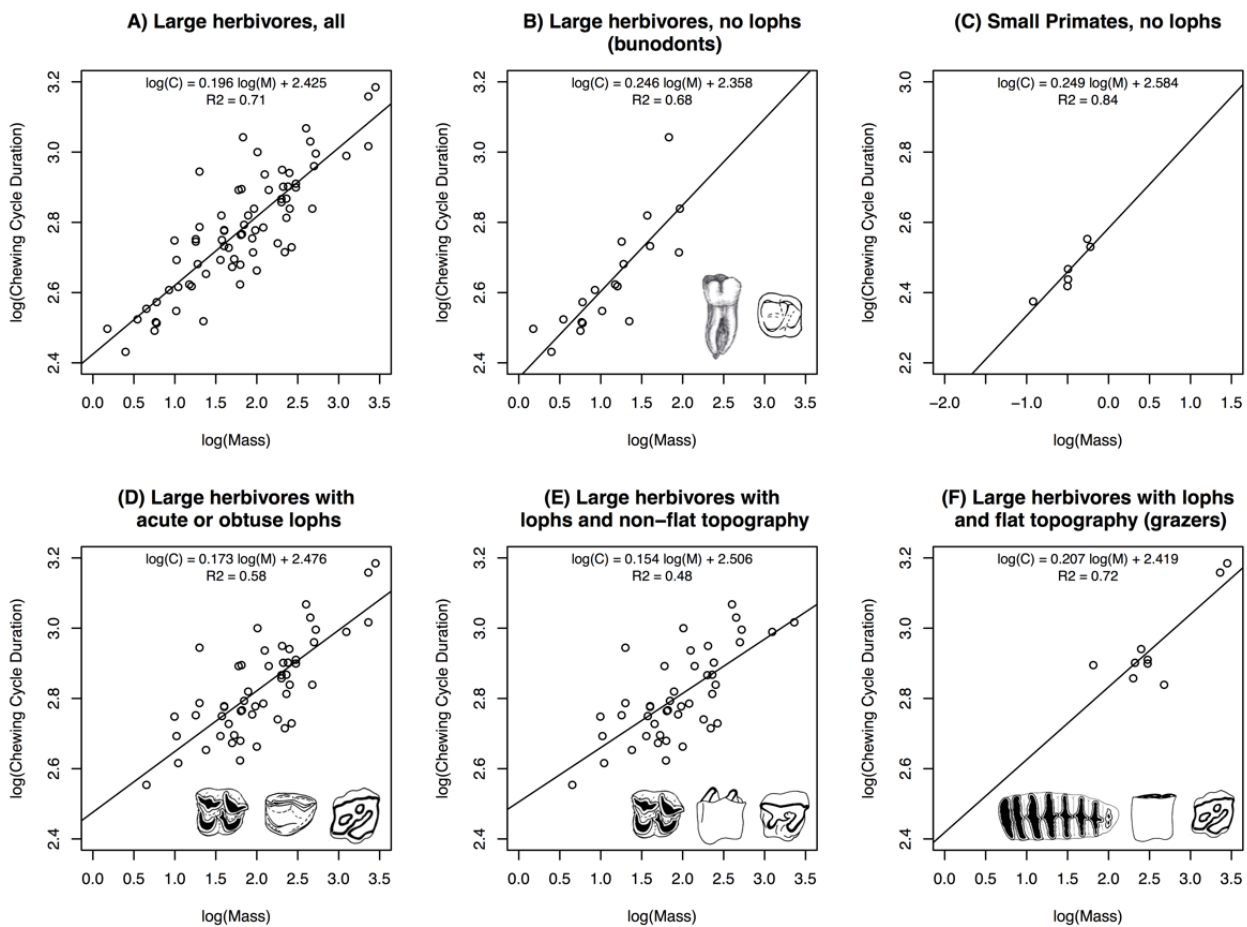 A) Large herbivores, all
log(C) = 0.196 log(M) + 2.425
R2 = 0.71
log(Chewing Cycle Duration)
3.2
3.0
2.8
2.6
2.4
0.0 0.5 1.0 1.5 2.0 2.5 3.0 3.5
log(Mass)
B) Large herbivores, no lophs
(bunodonts)
log(C) = 0.246 log(M) + 2.358
R2 = 0.68
log(Chewing Cycle Duration)
3.2
3.0
2.8
2.6
2.4
0.0 0.5 1.0 1.5 2.0 2.5 3.0 3.5
log(Mass)
(C) Small Primates, no lophs
log(C) = 0.249 log(M) + 2.584
R2 = 0.84
log(Chewing Cycle Duration)
3.0
2.8
2.6
2.4
2.2
−2.0 −1.0 0.0 0.5 1.0 1.5
log(Mass)
(D) Large herbivores with
acute or obtuse lophs
log(C) = 0.173 log(M) + 2.476
R2 = 0.58
log(Chewing Cycle Duration)
3.2
3.0
2.8
2.6
2.4
0.0 0.5 1.0 1.5 2.0 2.5 3.0 3.5
log(Mass)
(E) Large herbivores with
lophs and non−flat topography
log(C) = 0.154 log(M) + 2.506
R2 = 0.48
log(Chewing Cycle Duration)
3.2
3.0
2.8
2.6
2.4
0.0 0.5 1.0 1.5 2.0 2.5 3.0 3.5
log(Mass)
(F) Large herbivores with lophs
and flat topography (grazers)
log(C) = 0.207 log(M) + 2.419
R2 = 0.72
log(Chewing Cycle Duration)
3.2
3.0
2.8
2.6
2.4
0.0 0.5 1.0 1.5 2.0 2.5 3.0 3.5
log(Mass)